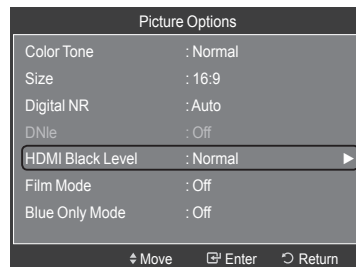 Picture Options
Color Tone : Normal
Size : 16:9
Digital NR : Auto
DNIe : Off
HDMI Black Level : Normal
Film Mode : Off
Blue Only Mode : Off
Move Enter Return